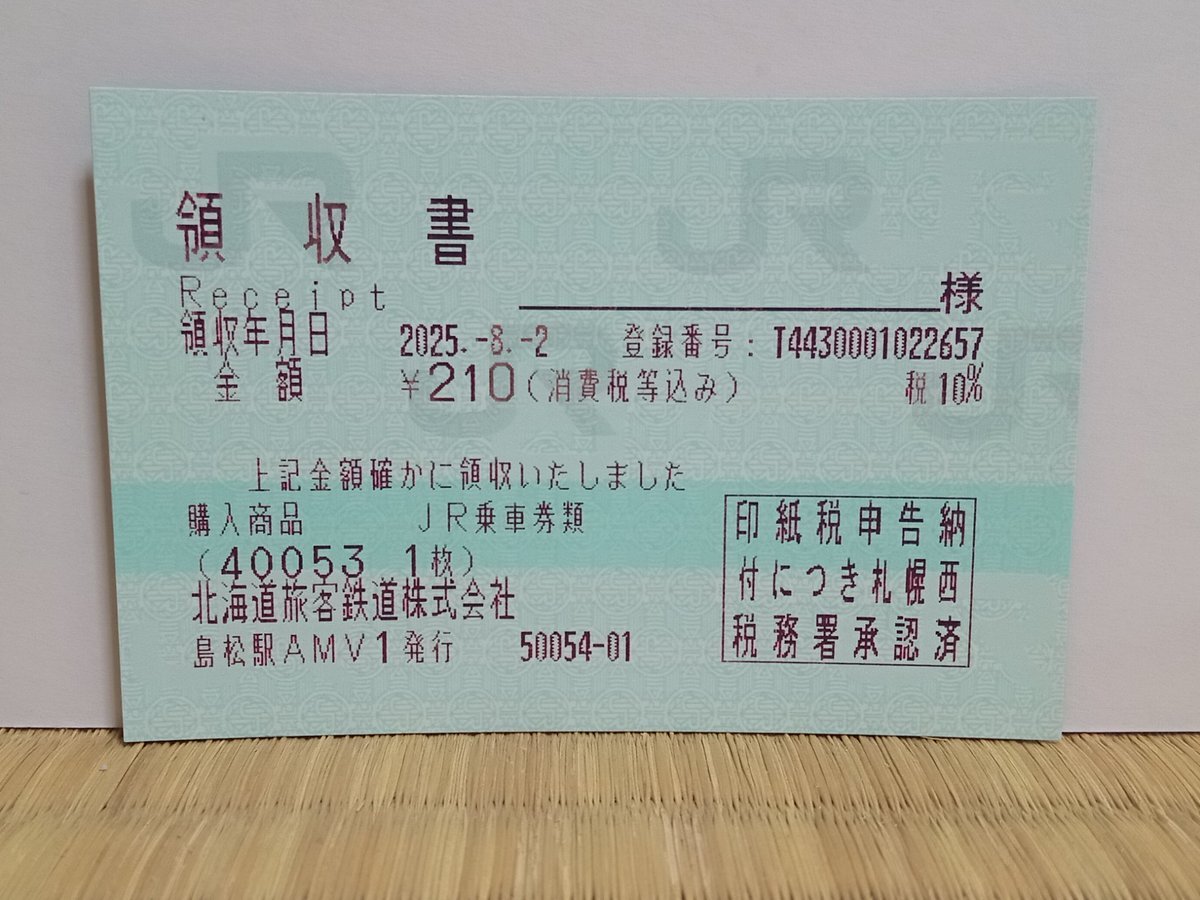 領収書
Receipt
様
領収年月日 2025.-8.-2 登録番号:T4430001022657
金額 ¥210(消費税等込み) 税10%
上記金額確かに領収いたしました
購入商品 JR乗車券類
(40053 1枚)
北海道旅客鉄道株式会社
島松駅AMV1発行 50054-01
印紙税申告納
付につき札幌西
税務署承認済